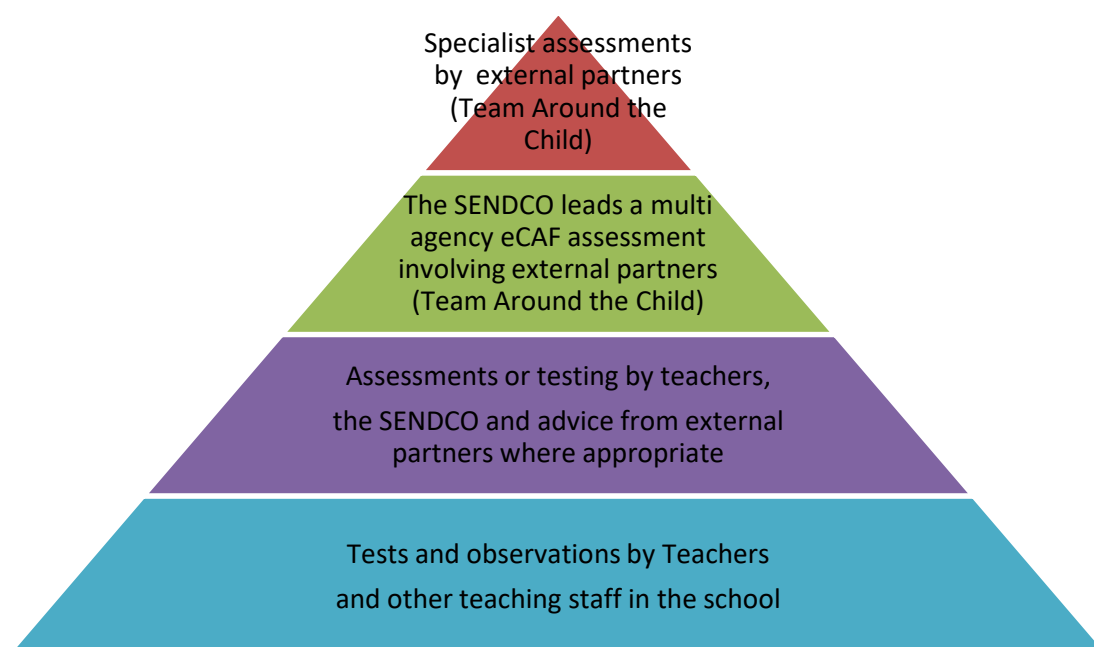 Specialist assessments
by  external partners
(Team Around the
Child)
The SENDCO leads a multi
agency eCAF assessment
involving external partners
(Team Around the Child)
Assessments or testing by teachers,
the SENDCO and advice from external
partners where appropriate
Tests and observations by Teachers
and other teaching staff in the school